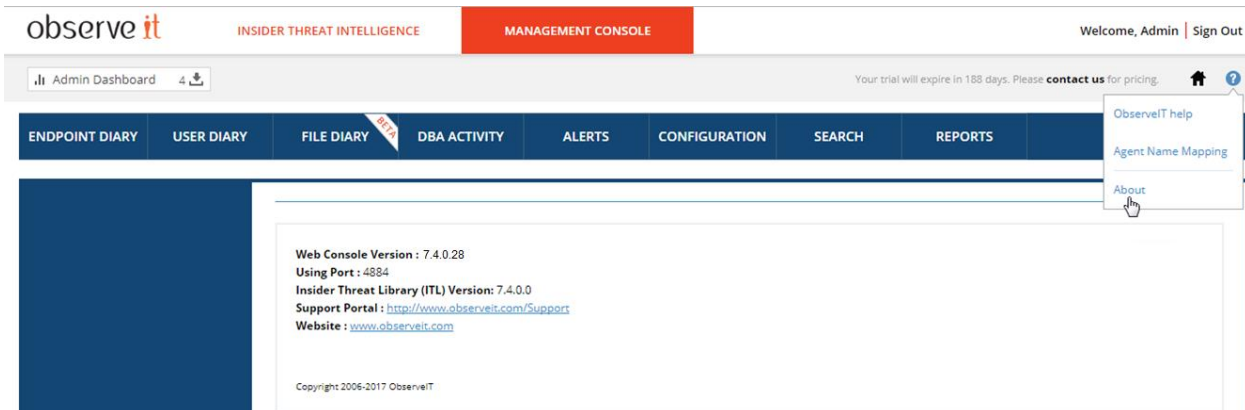 observe it
INSIDER THREAT INTELLIGENCE
MANAGEMENT CONSOLE
Welcome, Admin | Sign Out
Admin Dashboard 4
Your trial will expire in 188 days. Please contact us for pricing.
?
ObserveIT help
Agent Name Mapping
About
ENDPOINT DIARY
USER DIARY
FILE DIARY
BETA
DBA ACTIVITY
ALERTS
CONFIGURATION
SEARCH
REPORTS
Web Console Version : 7.4.0.28
Using Port : 4884
Insider Threat Library (ITL) Version: 7.4.0.0
Support Portal : http://www.observeit.com/Support
Website : www.observeit.com
Copyright 2006-2017 ObserveIT